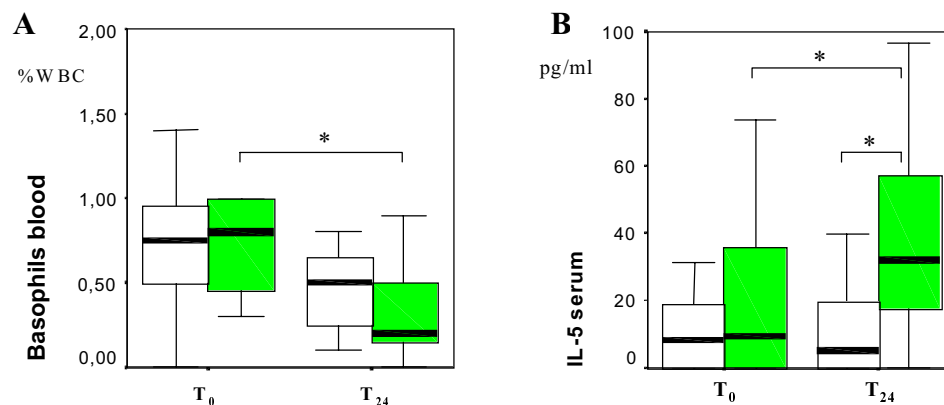 A
%WBC
Basophils blood
2,00
1,50
1,00
0,50
0,00
*
T0
T24
B
pg/ml
IL-5 serum
100
80
60
40
20
0
*
*
T0
T24